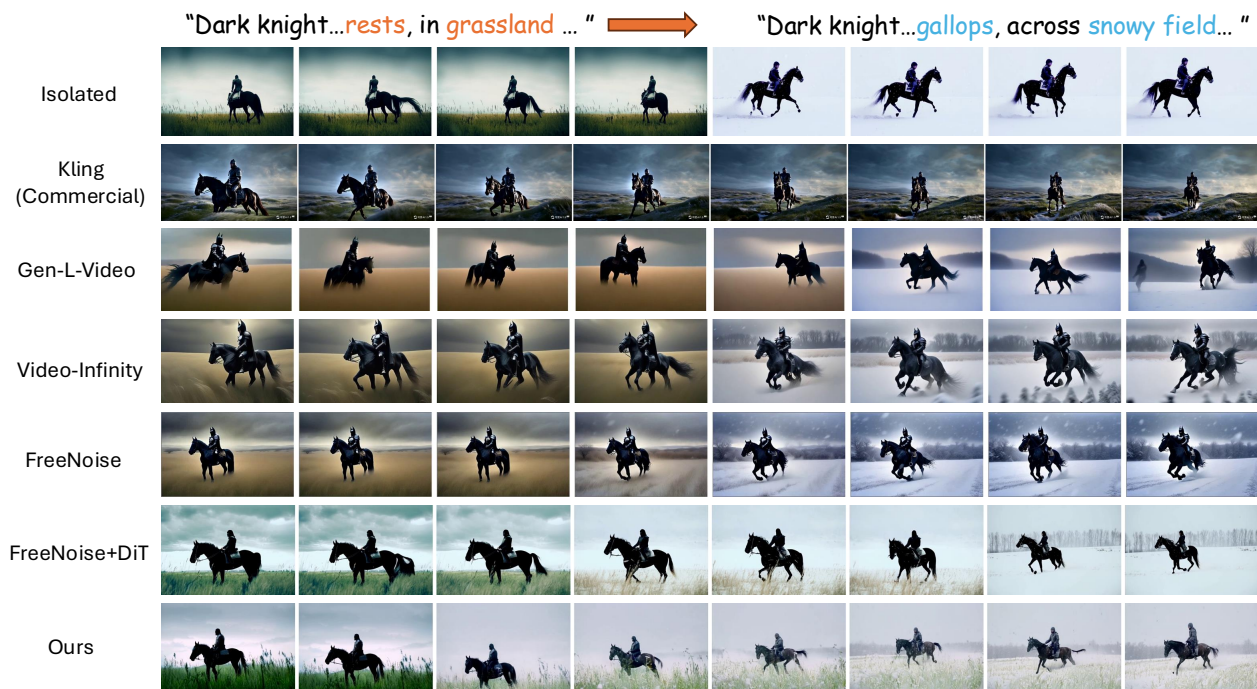 “Dark knight...rests, in grassland ... ”
“Dark knight...gallops, across snowy field... ”
Isolated
Kling
(Commercial)
Gen-L-Video
Video-Infinity
FreeNoise
FreeNoise+DiT
Ours